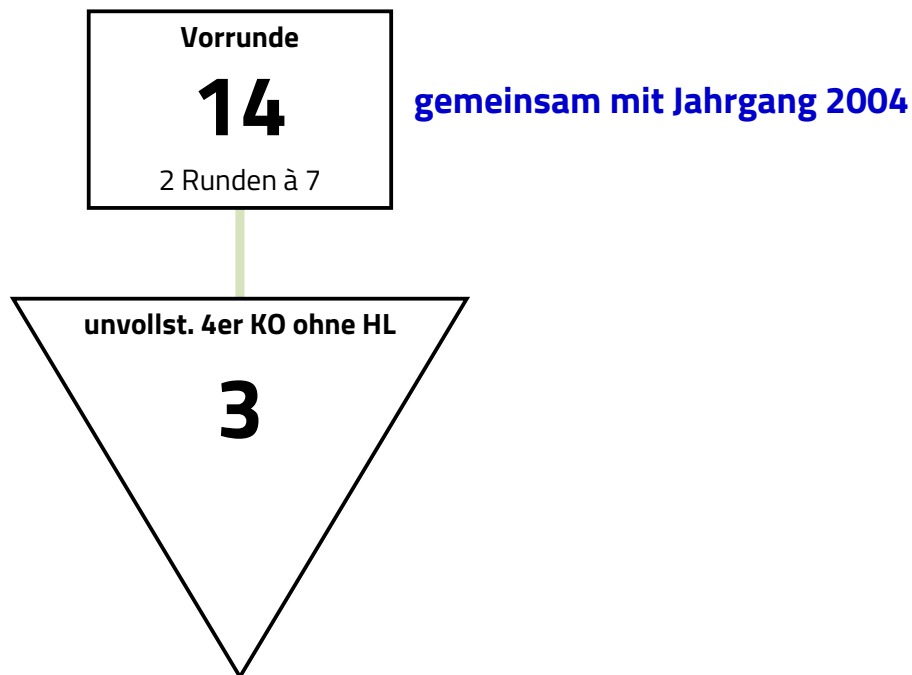 Vorrunde
14
gemeinsam mit Jahrgang 2004
2 Runden à 7
unvollst. 4er KO ohne HL
3